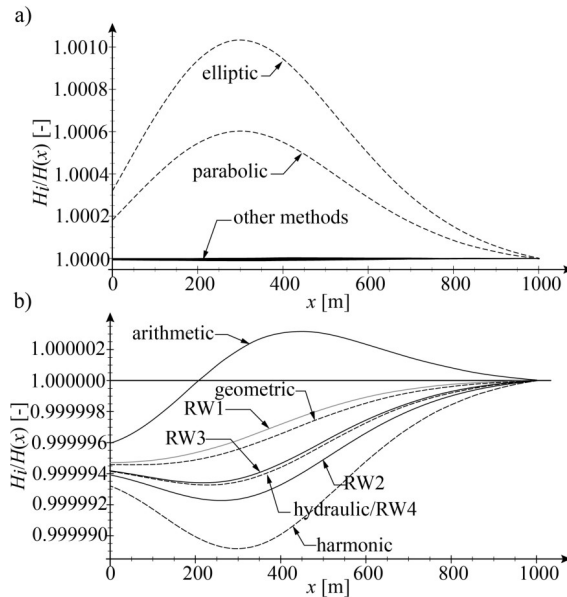 a)
1.0010
elliptic
1.0008
1.0006
parabolic
1.0004
1.0002
other methods
1.0000
Hi/H(x) [-]
0 200 400 600 800 1000
x [m]
b)
arithmetic
1.000002
1.000000
geometric
RW1
0.999998
0.999996
RW3
0.999994
RW2
0.999992
hydraulic/RW4
0.999990
harmonic
Hi/H(x) [-]
0 200 400 600 800 1000
x [m]